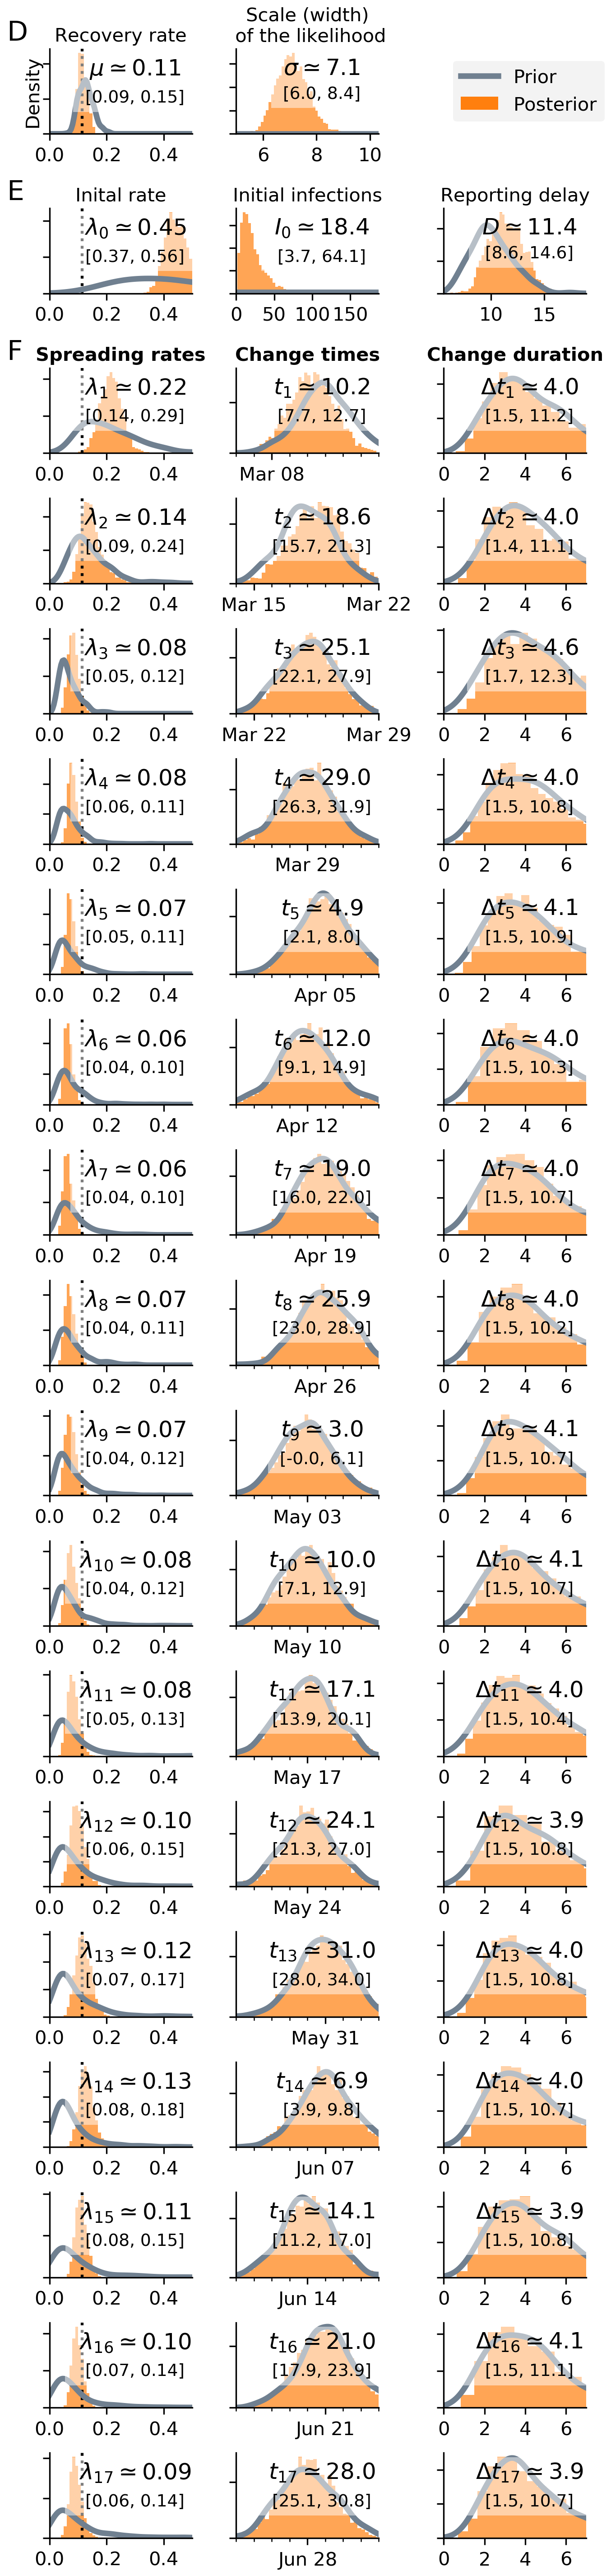 D
Recovery rate
Density
μ ≃ 0.11
[0.09, 0.15]
0.0 0.2 0.4
Scale (width)
of the likelihood
σ ≃ 7.1
[6.0, 8.4]
6 8 10
Prior
Posterior
E
Inital rate
λ0 ≃ 0.45
[0.37, 0.56]
0.0 0.2 0.4
Initial infections
I0 ≃ 18.4
[3.7, 64.1]
0 50 100 150
Reporting delay
D ≃ 11.4
[8.6, 14.6]
10 15
F
Spreading rates Change times Change duration
λ1 ≃ 0.22
[0.14, 0.29]
0.0 0.2 0.4
t1 ≃ 10.2
[7.7, 12.7]
Mar 08
Δt1 ≃ 4.0
[1.5, 11.2]
2 4 6
0
λ2 ≃ 0.14
[0.09, 0.24]
0.0 0.2 0.4
t2 ≃ 18.6
[15.7, 21.3]
Mar 15 Mar 22
Δt2 ≃ 4.0
[1.4, 11.1]
0 2 4 6
λ3 ≃ 0.08
[0.05, 0.12]
0.0 0.2 0.4
t3 ≃ 25.1
[22.1, 27.9]
Mar 22 Mar 29
Δt3 ≃ 4.6
[1.7, 12.3]
0 2 4 6
λ4 ≃ 0.08
[0.06, 0.11]
0.0 0.2 0.4
t4 ≃ 29.0
[26.3, 31.9]
Mar 29
Δt4 ≃ 4.0
[1.5, 10.8]
0 2 4 6
λ5 ≃ 0.07
[0.05, 0.11]
0.0 0.2 0.4
t5 ≃ 4.9
[2.1, 8.0]
Apr 05
Δt5 ≃ 4.1
[1.5, 10.9]
0 2 4 6
λ6 ≃ 0.06
[0.04, 0.10]
0.0 0.2 0.4
t6 ≃ 12.0
[9.1, 14.9]
Apr 12
Δt6 ≃ 4.0
[1.5, 10.3]
0 2 4 6
λ7 ≃ 0.06
[0.04, 0.10]
0.0 0.2 0.4
t7 ≃ 19.0
[16.0, 22.0]
Apr 19
Δt7 ≃ 4.0
[1.5, 10.7]
0 2 4 6
λ8 ≃ 0.07
[0.04, 0.11]
0.0 0.2 0.4
t8 ≃ 25.9
[23.0, 28.9]
Apr 26
Δt8 ≃ 4.0
[1.5, 10.2]
0 2 4 6
λ9 ≃ 0.07
[0.04, 0.12]
0.0 0.2 0.4
t9 ≃ 3.0
[-0.0, 6.1]
May 03
Δt9 ≃ 4.1
[1.5, 10.7]
0 2 4 6
λ10 ≃ 0.08
[0.04, 0.12]
0.0 0.2 0.4
t10 ≃ 10.0
[7.1, 12.9]
May 10
Δt10 ≃ 4.1
[1.5, 10.7]
0 2 4 6
λ11 ≃ 0.08
[0.05, 0.13]
0.0 0.2 0.4
t11 ≃ 17.1
[13.9, 20.1]
May 17
Δt11 ≃ 4.0
[1.5, 10.4]
0 2 4 6
λ12 ≃ 0.10
[0.06, 0.15]
0.0 0.2 0.4
t12 ≃ 24.1
[21.3, 27.0]
May 24
Δt12 ≃ 3.9
[1.5, 10.8]
0 2 4 6
λ13 ≃ 0.12
[0.07, 0.17]
0.0 0.2 0.4
t13 ≃ 31.0
[28.0, 34.0]
May 31
Δt13 ≃ 4.0
[1.5, 10.8]
0 2 4 6
λ14 ≃ 0.13
[0.08, 0.18]
0.0 0.2 0.4
t14 ≃ 6.9
[3.9, 9.8]
Jun 07
Δt14 ≃ 4.0
[1.5, 10.7]
0 2 4 6
λ15 ≃ 0.11
[0.08, 0.15]
0.0 0.2 0.4
t15 ≃ 14.1
[11.2, 17.0]
Jun 14
Δt15 ≃ 3.9
[1.5, 10.8]
0 2 4 6
λ16 ≃ 0.10
[0.07, 0.14]
0.0 0.2 0.4
t16 ≃ 21.0
[17.9, 23.9]
Jun 21
Δt16 ≃ 4.1
[1.5, 11.1]
0 2 4 6
λ17 ≃ 0.09
[0.06, 0.14]
0.0 0.2 0.4
t17 ≃ 28.0
[25.1, 30.8]
Jun 28
Δt17 ≃ 3.9
[1.5, 10.7]
0 2 4 6